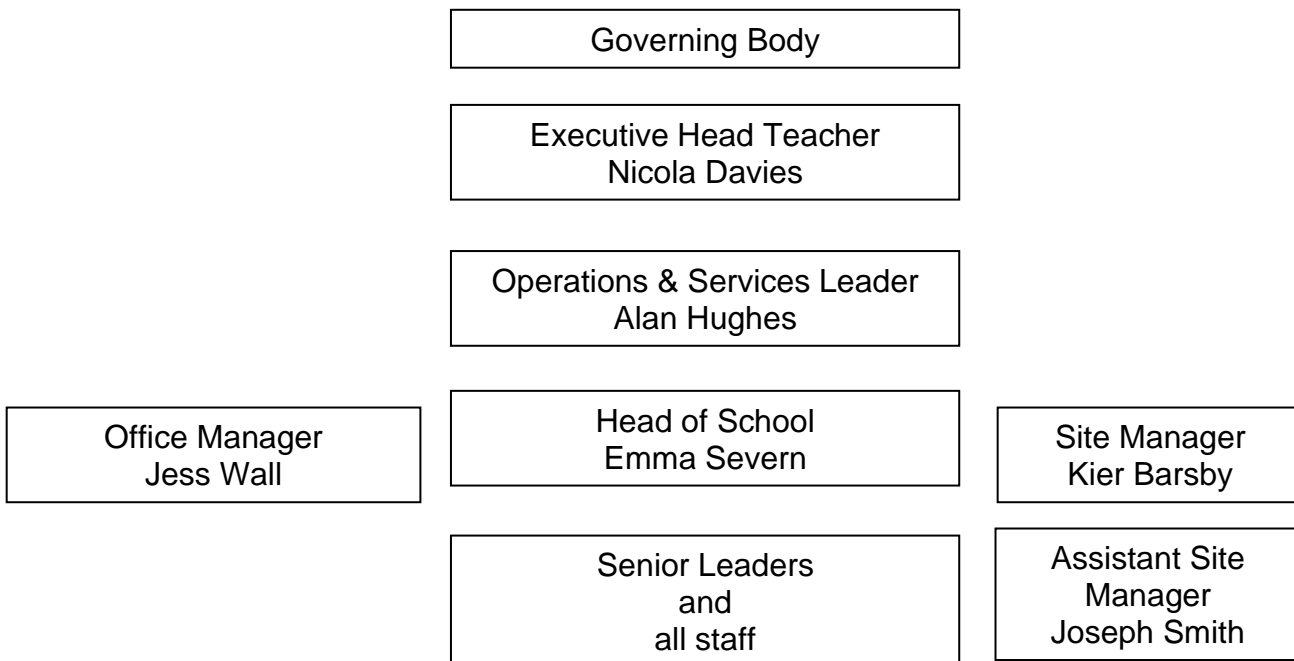 Governing Body
Executive Head Teacher
Nicola Davies
Operations & Services Leader
Alan Hughes
Office Manager
Jess Wall
Head of School
Emma Severn
Site Manager
Kier Barsby
Senior Leaders
and
all staff
Assistant Site
Manager
Joseph Smith